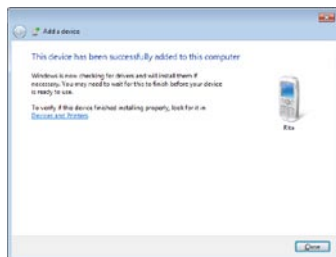 Add a device
This device has been successfully added to this computer
Windows is now checking for drivers and will install them if
necessary. You may need to wait for this to finish before your device
is ready to use.
To verify if this device finished installing properly, look for it in
Devices and Printers
Rita
Close